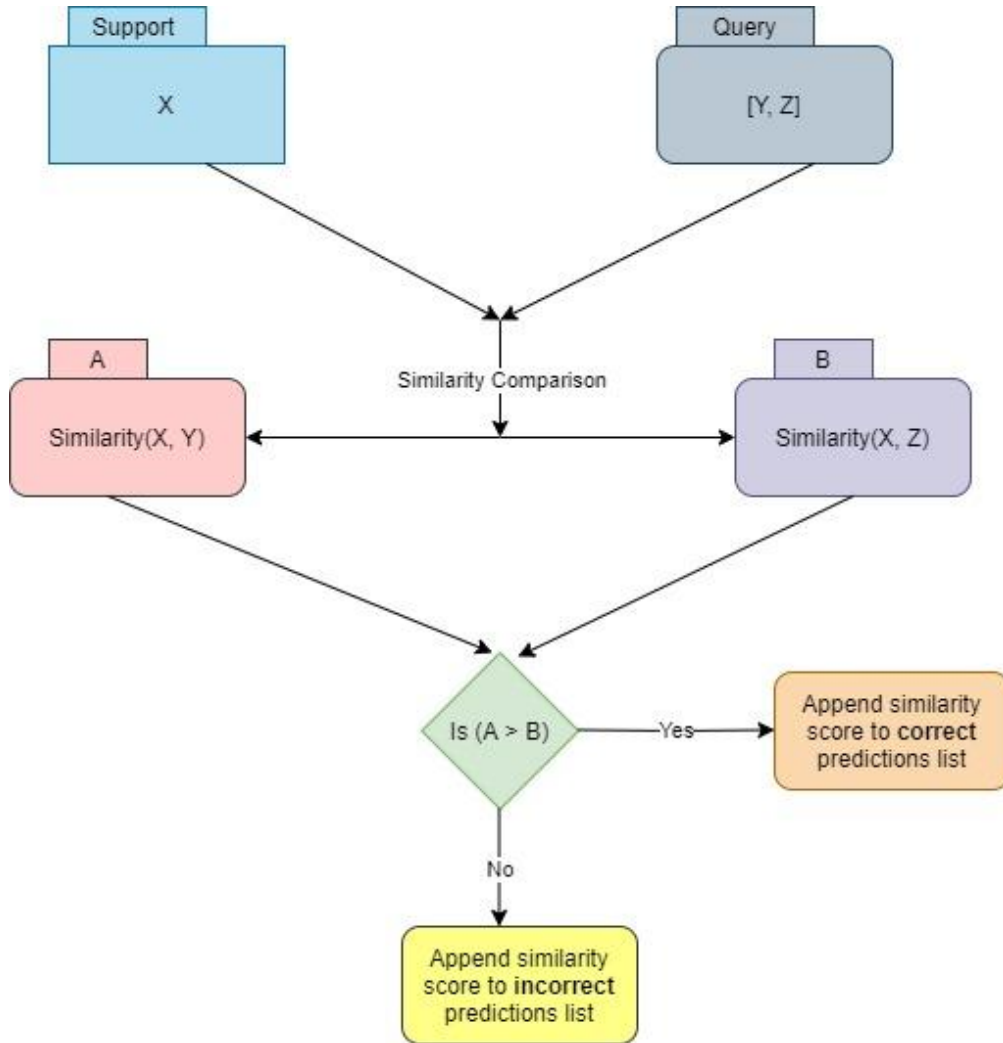 Support
Query
X
[Y, Z]
A
Similarity Comparison
B
Similarity(X, Y)
Similarity(X, Z)
Is (A > B)
Yes
Append similarity
score to correct
predictions list
No
Append similarity
score to incorrect
predictions list